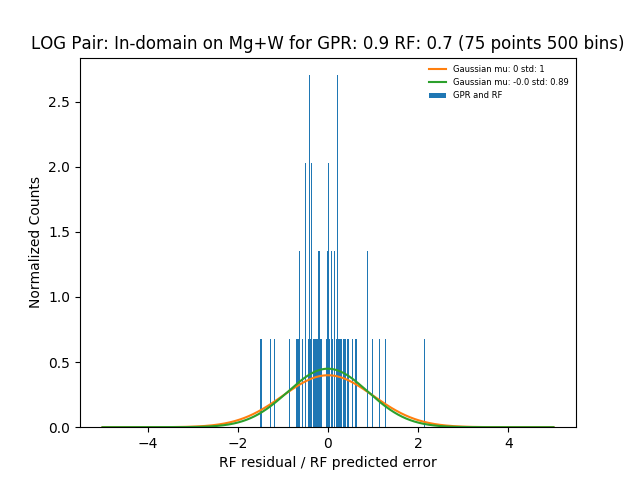 LOG Pair: In-domain on Mg+W for GPR: 0.9 RF: 0.7 (75 points 500 bins)
Gaussian mu: 0 std: 1
Gaussian mu: -0.0 std: 0.89
GPR and RF
Normalized Counts
2.5
2.0
1.5
1.0
0.5
0.0
−4
−2
0
2
4
RF residual / RF predicted error